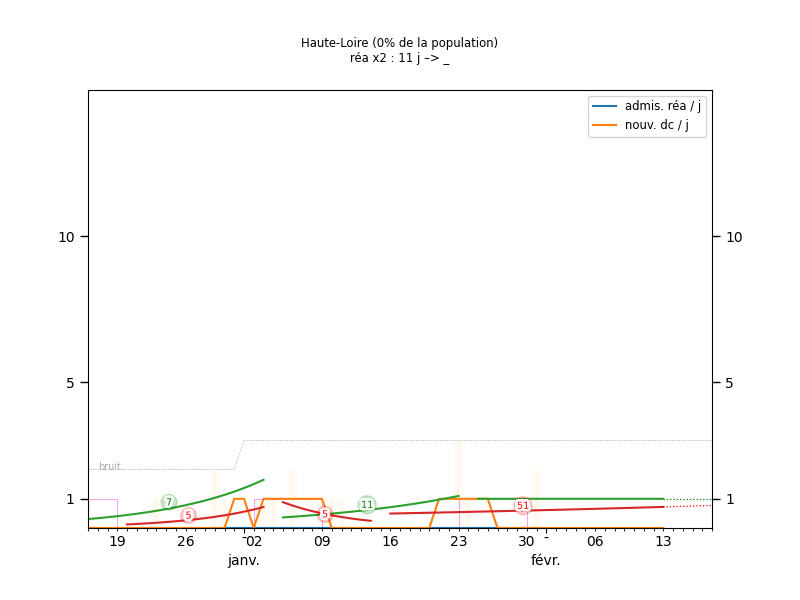 Haute-Loire (0% de la population)
réa x2 : 11 j –> _
admis. réa / j
nouv. dc / j
10 10
5 5
bruit
1 1
7 5 5 11 51
19 26 02 09 16 23 30 06 13
janv. févr.